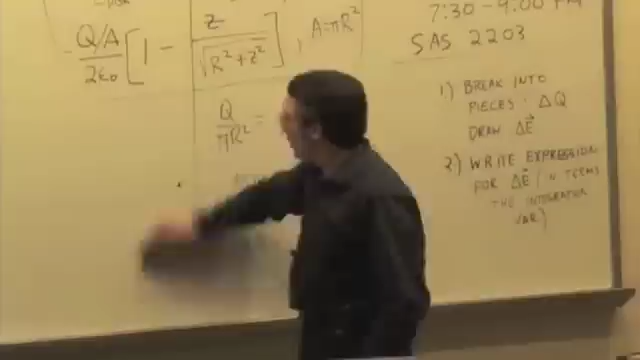 - Q/A / 2ε₀ [ 1 - z / √(R² + z²) ] , A = πR²
Q / πR² =
7:30 - 9:00 PM
SAS 2203
1) BREAK INTO
PIECES : ΔQ
DRAW ΔE⃗
2) WRITE EXPRESSION
FOR ΔE⃗ (IN TERMS
THE INTEGRATION
VAR)